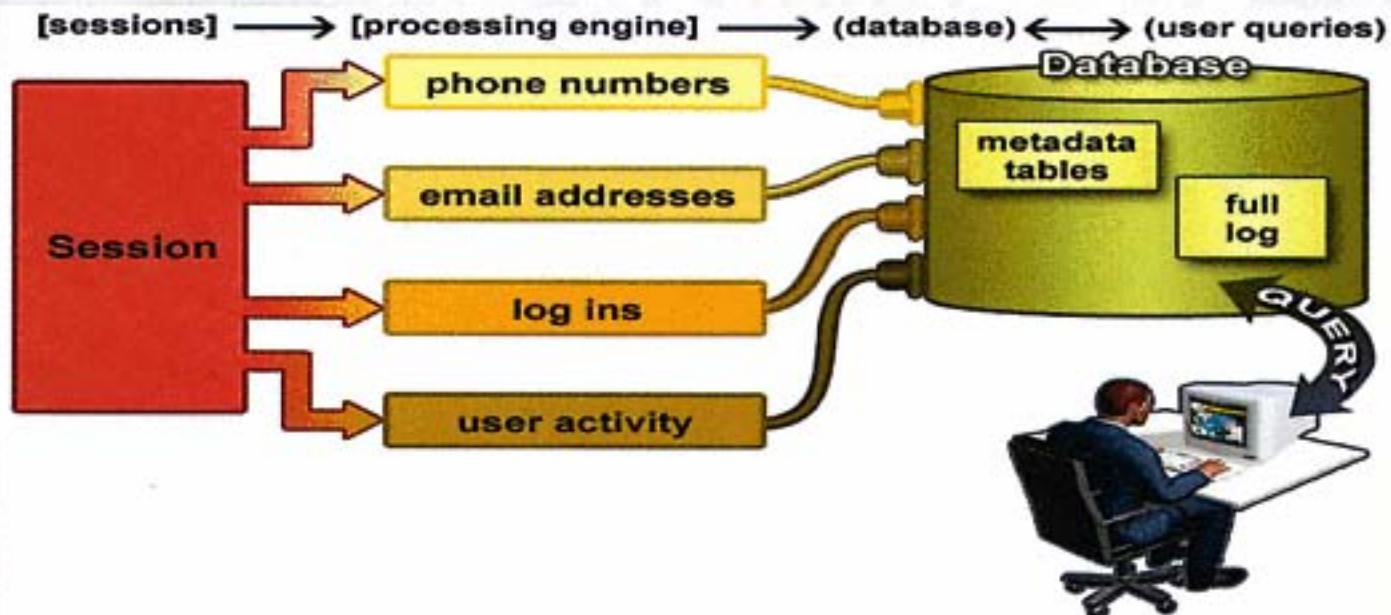 [sessions] ⟶ [processing engine] ⟶ (database) ⟷ (user queries)
Database
phone numbers
metadata
tables
email addresses
full
log
Session
QUERY
log ins
user activity